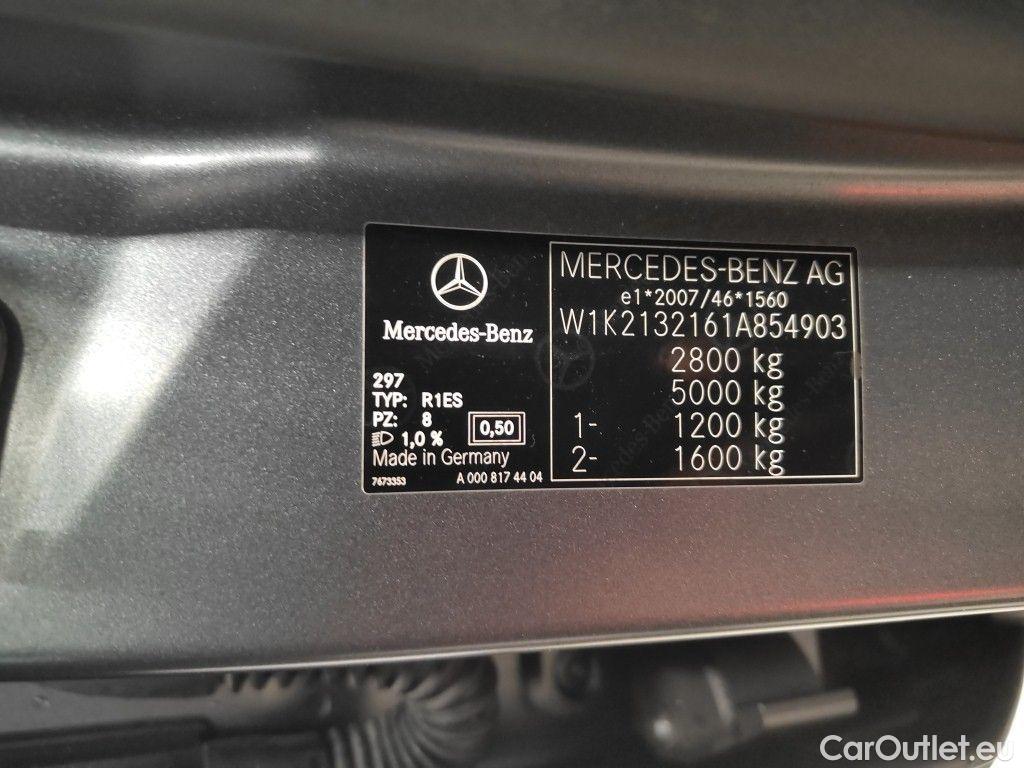 Mercedes-Benz
297
TYP: R1ES
PZ: 8
1,0 %
0,50
Made in Germany
7673353 A 000 817 44 04
MERCEDES-BENZ AG
e1*2007/46*1560
W1K2132161A854903
2800 kg
5000 kg
1- 1200 kg
2- 1600 kg
CarOutlet.eu